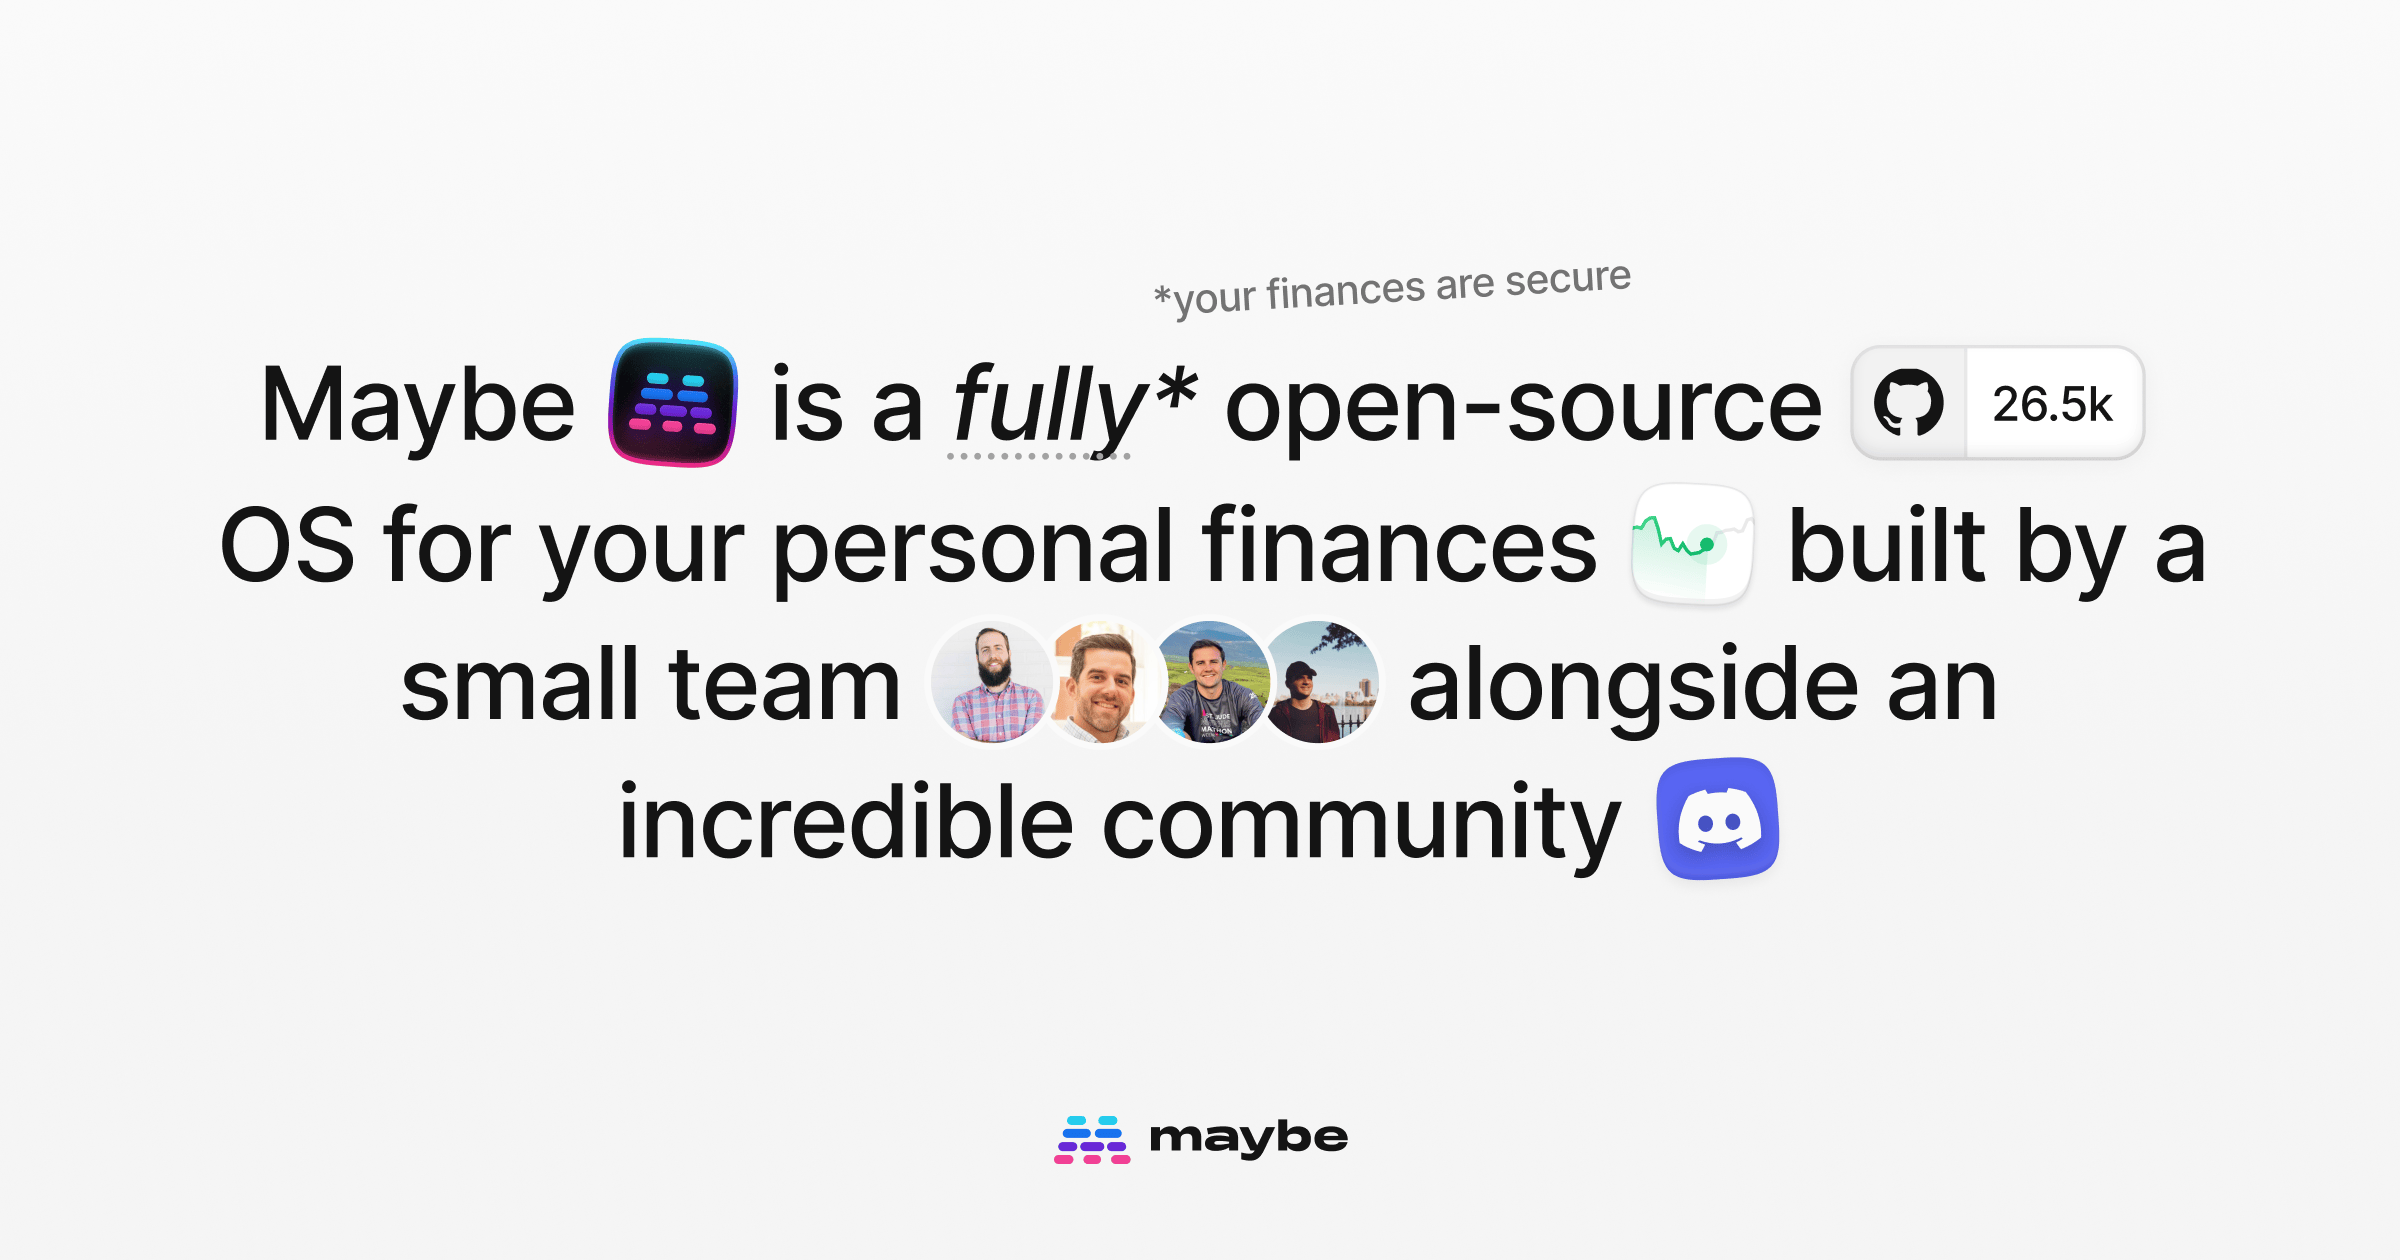 *your finances are secure
Maybe is a fully* open-source 26.5k
OS for your personal finances built by a
small team alongside an
incredible community
maybe